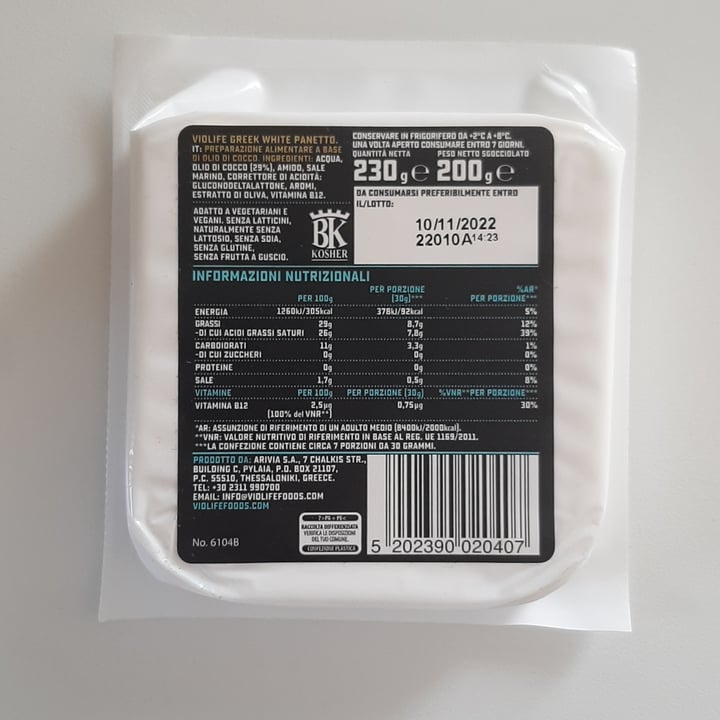 VIOLIFE GREEK WHITE PANETTO.
IT: PREPARAZIONE ALIMENTARE A BASE
DI OLIO DI COCCO. INGREDIENTI: ACQUA,
OLIO DI COCCO (29%), AMIDO, SALE
MARINO, CORRETTORE DI ACIDITÀ:
GLUCONODELTALATTONE, AROMI,
ESTRATTO DI OLIVA, VITAMINA B12.
ADATTO A VEGETARIANI E
VEGANI. SENZA LATTICINI,
NATURALMENTE SENZA
LATTOSIO, SENZA SOIA,
SENZA GLUTINE,
SENZA FRUTTA A GUSCIO.
BK
KOSHER
CONSERVARE IN FRIGORIFERO DA +2°C A +8°C.
UNA VOLTA APERTO CONSUMARE ENTRO 7 GIORNI.
QUANTITÀ NETTA PESO NETTO SGOCCIOLATO
230 g e 200 g e
DA CONSUMARSI PREFERIBILMENTE ENTRO
IL/LOTTO:
10/11/2022
22010A14:23
INFORMAZIONI NUTRIZIONALI
PER 100g PER PORZIONE (30g)*** %AR* PER PORZIONE***
ENERGIA 1260kJ/305kcal 378kJ/92kcal 5%
GRASSI 29g 8,7g 12%
-DI CUI ACIDI GRASSI SATURI 26g 7,8g 39%
CARBOIDRATI 11g 3,3g 1%
-DI CUI ZUCCHERI 0g 0g 0%
PROTEINE 0g 0g 0%
SALE 1,7g 0,5g 8%
VITAMINE PER 100g PER PORZIONE (30g) %VNR**PER PORZIONE***
VITAMINA B12 2,5µg 0,75µg 30%
(100% del VNR**)
*AR: ASSUNZIONE DI RIFERIMENTO DI UN ADULTO MEDIO (8400kJ/2000kcal).
**VNR: VALORE NUTRITIVO DI RIFERIMENTO IN BASE AL REG. UE 1169/2011.
***LA CONFEZIONE CONTIENE CIRCA 7 PORZIONI DA 30 GRAMMI.
PRODOTTO DA: ARIVIA S.A., 7 CHALKIS STR.,
BUILDING C, PYLAIA, P.O. BOX 21107,
P.C. 55510, THESSALONIKI, GREECE.
TEL: +30 2311 990700
EMAIL: INFO@VIOLIFEFOODS.COM
VIOLIFEFOODS.COM
No. 6104B
RACCOLTA DIFFERENZIATA
VERIFICA LE DISPOSIZIONI
DEL TUO COMUNE.
CONFEZIONE PLASTICA
5 202390 020407